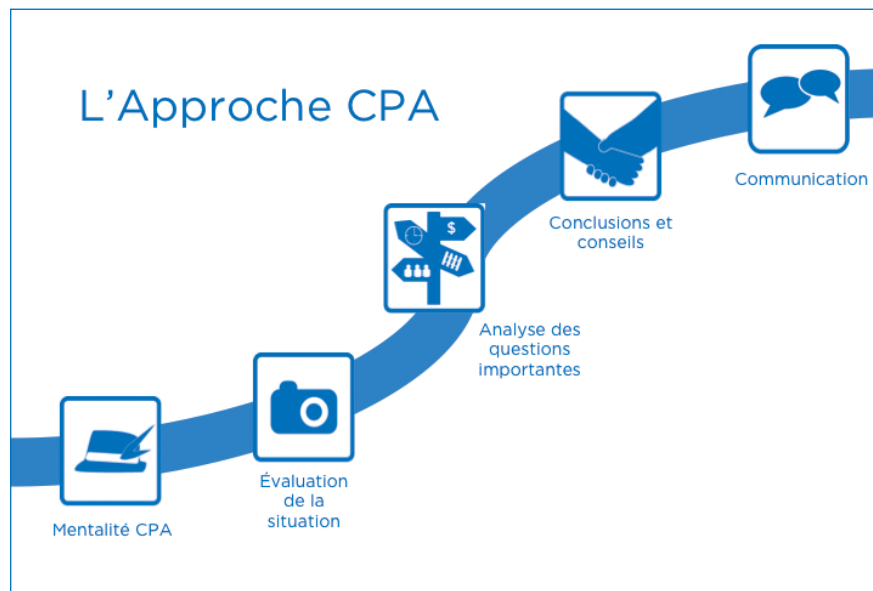 L'Approche CPA
Mentalité CPA
Évaluation
de la
situation
$
Analyse des
questions
importantes
Conclusions et
conseils
Communication